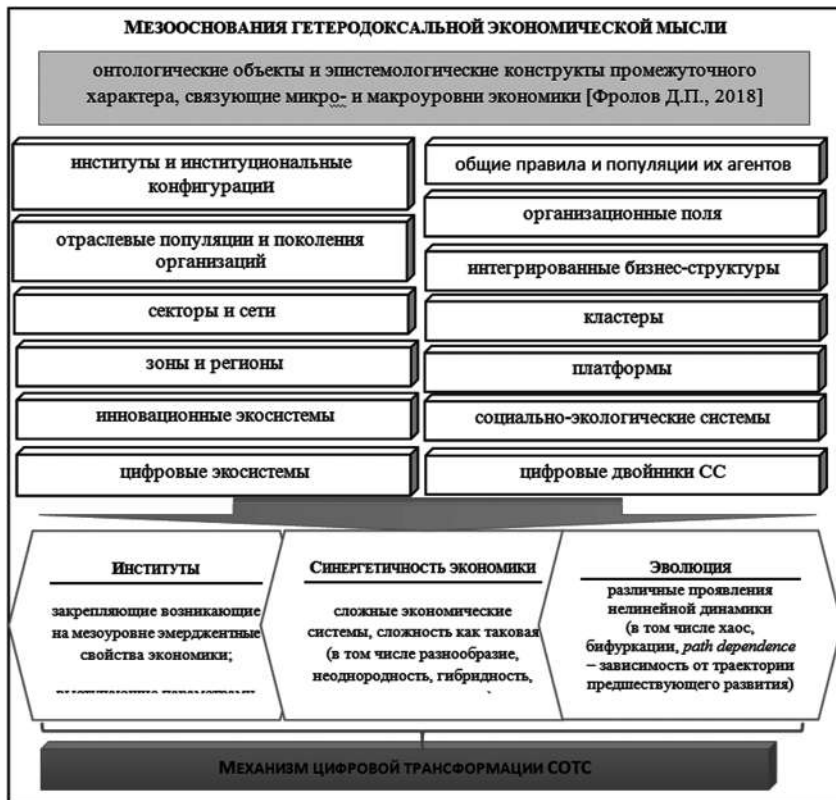 МЕЗООСНОВАНИЯ ГЕТЕРОДОКСАЛЬНОЙ ЭКОНОМИЧЕСКОЙ МЫСЛИ
онтологические объекты и эпистемологические конструкты промежуточного
характера, связующие микро- и макроуровни экономики [Фролов Д.П., 2018]
институты и институциональные
конфигураций
отраслевые популяции и поколения
организаций
секторы и сети
зоны и регионы
инновационные экосистемы
цифровые экосистемы
общие правила и популяции их агентов
организационные поля
интегрированные бизнес-структуры
кластеры
платформы
социально-экологические системы
цифровые двойники СС
ИНСТИТУТЫ
закрепляющие возникающие
на мезоуровне эмерджентные
свойства экономики;
выступающие параметрами
СИНЕРГЕТИЧНОСТЬ ЭКОНОМИКИ
сложные экономические
системы, сложность как таковая
(в том числе разнообразие,
неоднородность, гибридность,
ЭВОЛЮЦИЯ
различные проявления
нелинейной динамики
(в том числе хаос,
бифуркации, path dependence
– зависимость от траектории
предшествующего развития)
МЕХАНИЗМ ЦИФРОВОЙ ТРАНСФОРМАЦИИ СОТС